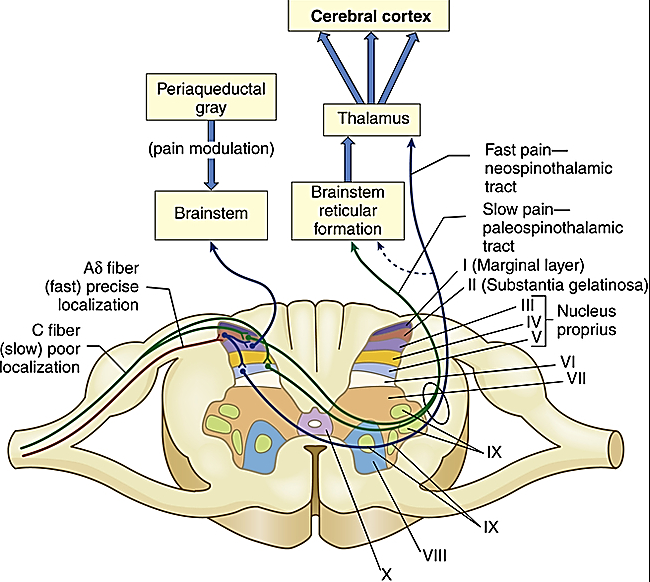 Cerebral cortex
Periaqueductal
gray
Thalamus
(pain modulation)
Fast pain—
neospinothalamic
tract
Brainstem
Brainstem
reticular
formation
Slow pain—
paleospinothalamic
tract
Aδ fiber
(fast) precise
localization
I (Marginal layer)
II (Substantia gelatinosa)
C fiber
(slow) poor
localization
III
IV
V
Nucleus
proprius
VI
VII
IX
IX
VIII
X